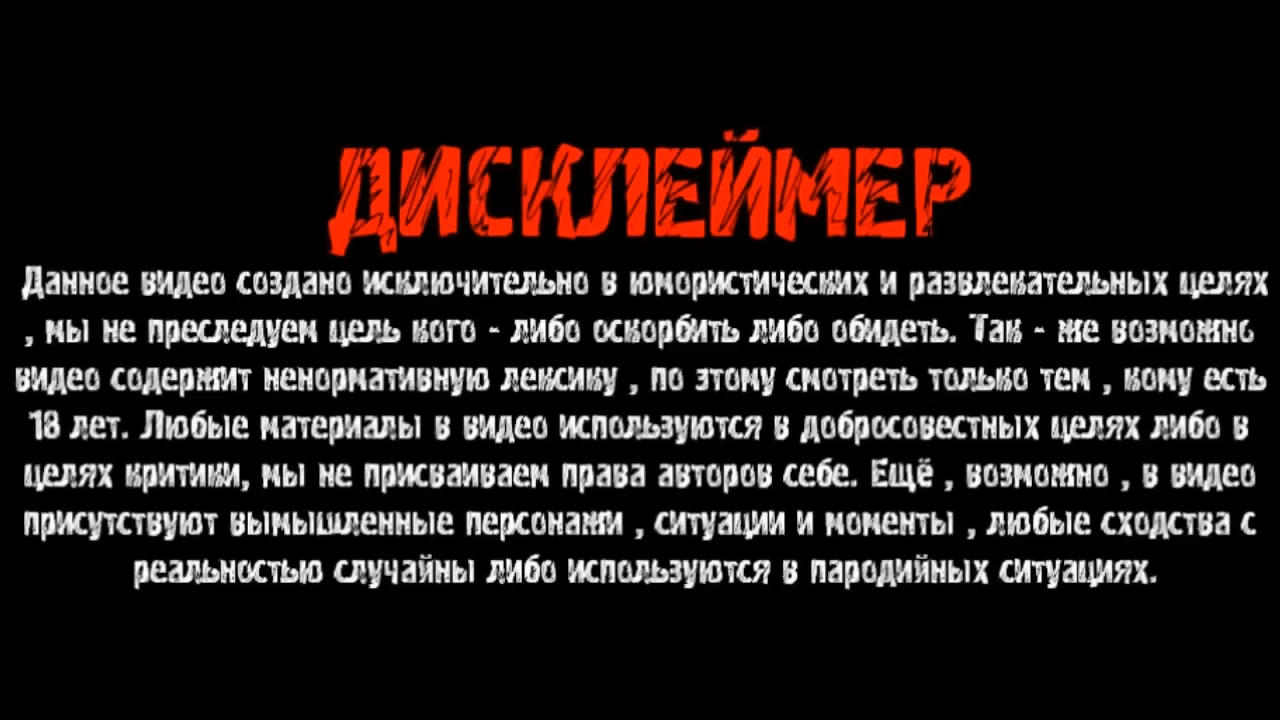 ДИСКЛЕЙМЕР
Данное видео создано исключительно в юмористических и развлекательных целях
, мы не преследуем цель кого - либо оскорбить либо обидеть. Так - же возможно
видео содержит ненормативную лексику , по этому смотреть только тем , кому есть
18 лет. Любые материалы в видео используются в добросовестных целях либо в
целях критики, мы не присваиваем права авторов себе. Ещё , возможно , в видео
присутствуют вымышленные персонажи , ситуации и моменты , любые сходства с
реальностью случайны либо используются в пародийных ситуациях.